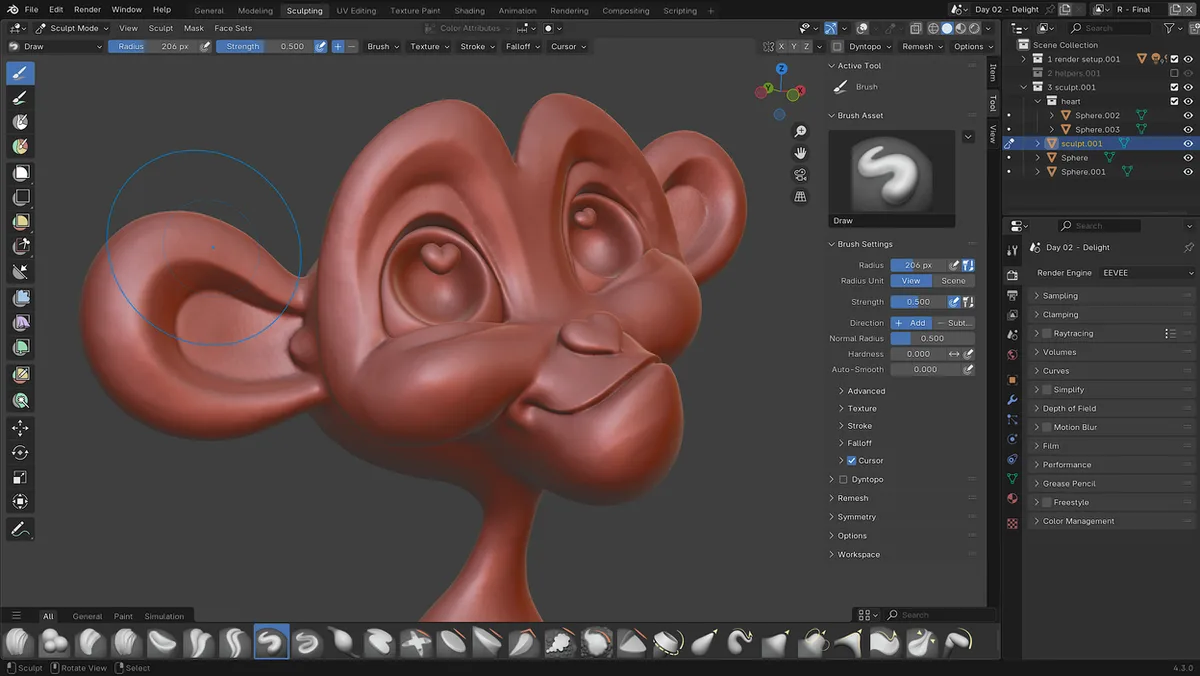 File Edit Render Window Help General Modeling Sculpting UV Editing Texture Paint Shading Animation Rendering Compositing Scripting + Day 02 - Delight R - Final
Sculpt Mode View Sculpt Mask Face Sets Color Attributes Search
Draw Radius 206 px Strength 0.500 Brush Texture Stroke Falloff Cursor X Y Z Dyntopo Remesh Options
Scene Collection
1 render setup.001
2 helpers.001
3 sculpt.001
heart
Sphere.002
Sphere.003
sculpt.001
Sphere
Sphere.001
Z
Y
X
Item
Tool
View
Active Tool
Brush
Brush Asset
Draw
Brush Settings
Radius 206 px
Radius Unit View Scene
Strength 0.500
Direction + Add − Subt...
Normal Radius 0.500
Hardness 0.000
Auto-Smooth 0.000
Advanced
Texture
Stroke
Falloff
Cursor
Dyntopo
Remesh
Symmetry
Options
Workspace
Search
Day 02 - Delight
Render Engine EEVEE
Sampling
Clamping
Raytracing
Volumes
Curves
Simplify
Depth of Field
Motion Blur
Film
Performance
Grease Pencil
Freestyle
Color Management
All General Paint Simulation Search
Sculpt Rotate View Select 4.3.0